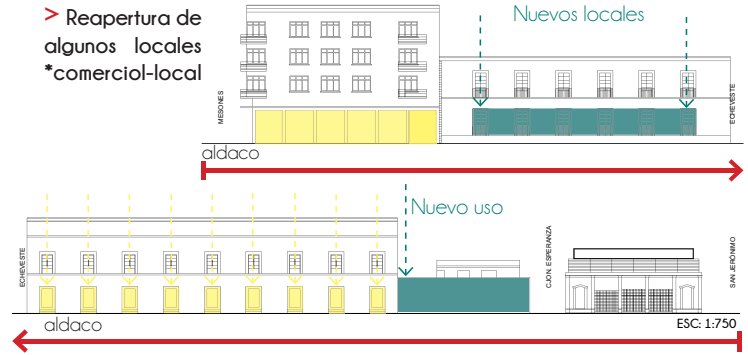 > Reapertura de
algunos locales
*comerciol-local
Nuevos locales
MESONES
ECHEVESTE
aldaco
Nuevo uso
ECHEVESTE
CJON. ESPERANZA
SAN JERÓNIMO
aldaco
ESC: 1:750